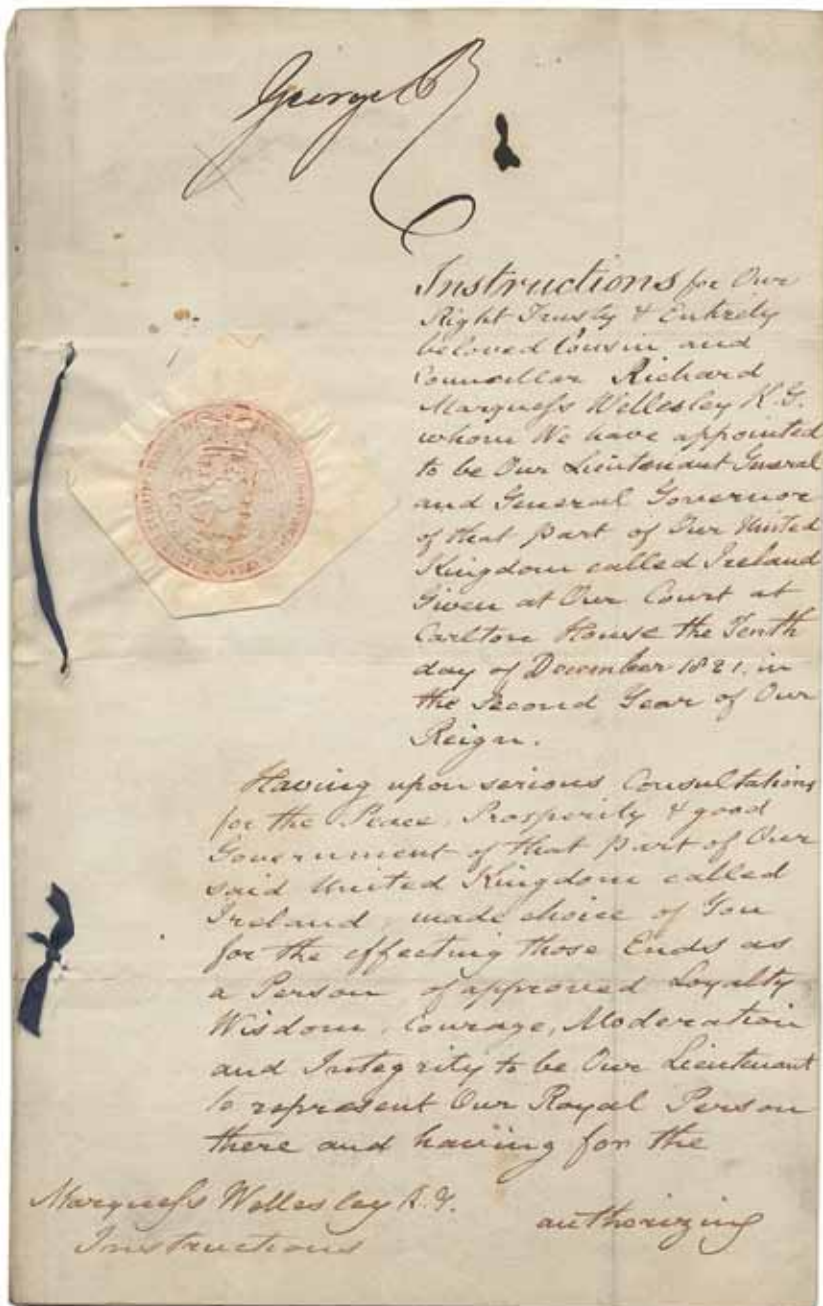 George R
Instructions for Our
Right Trusty & Entirely
beloved Cousin and
Councellor Richard
Marquess Wellesley K.G.
whom We have appointed
to be Our Lieutenant General
and General Governor
of that part of Our United
Kingdom called Ireland
Given at Our Court at
Carlton House the Tenth
day of December 1821. in
the Second Year of Our
Reign.
Having upon serious Consultations
for the Peace, Prosperity & good
Government of that part of Our
said United Kingdom called
Ireland, made choice of You
for the effecting those Ends as
a Person of approved Loyalty
Wisdom, Courage, Moderation
and Integrity to be Our Lieutenant
to represent Our Royal Person
there and having for the
authorizing
Marquess Wellesley K.G.
Instructions